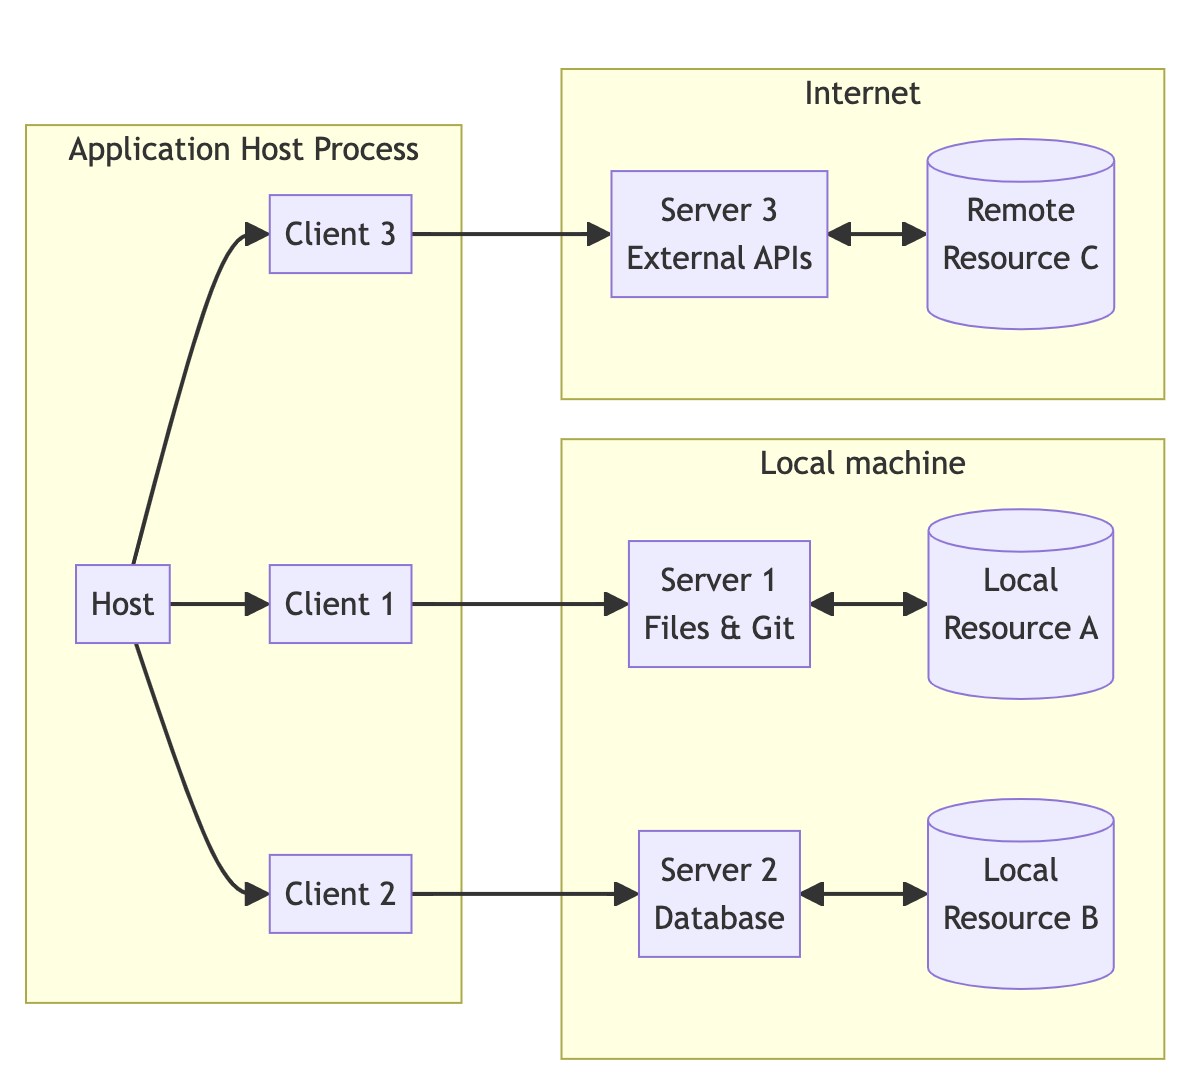 Application Host Process
Host
Client 3
Client 1
Client 2
Internet
Server 3
External APIs
Remote
Resource C
Local machine
Server 1
Files & Git
Local
Resource A
Server 2
Database
Local
Resource B